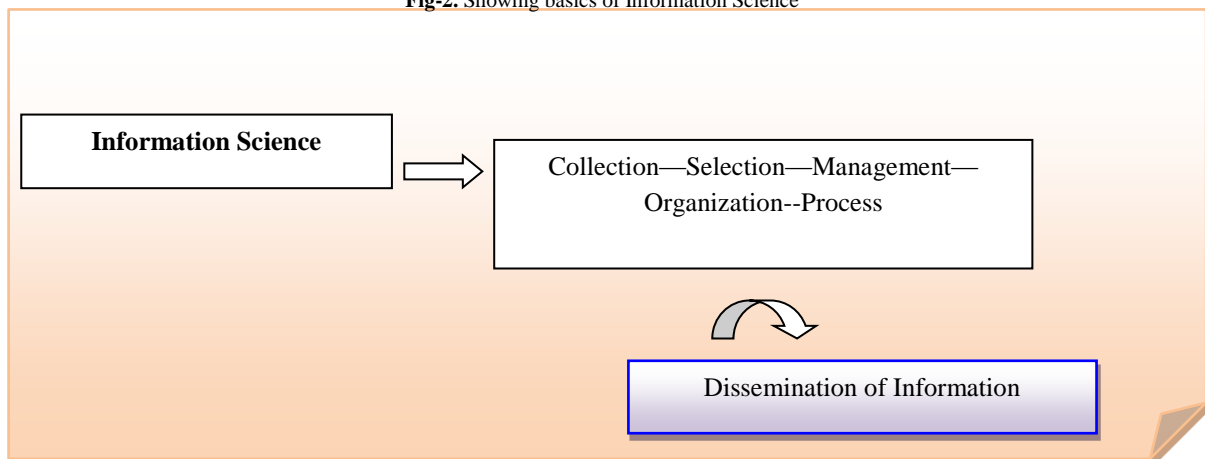 Fig-2. Showing basics of Information Science
Information Science
Collection—Selection—Management—
Organization--Process
Dissemination of Information